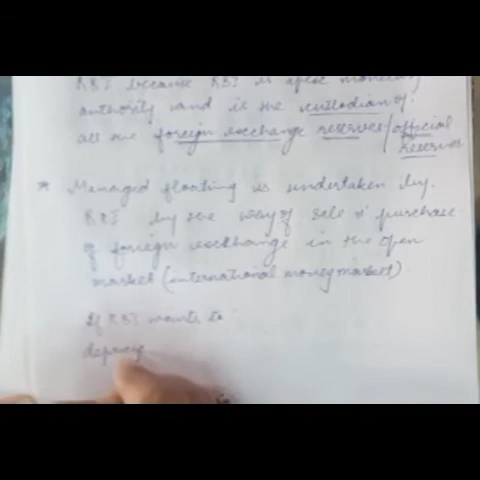 RBI because RBI is apex monetary
authority and is the custodian of
all the foreign exchange reserves/official
reserves
* Managed floating is undertaken by
RBI by the way of sale & purchase
of foreign exchange in the open
market (international money market)
If RBI wants to